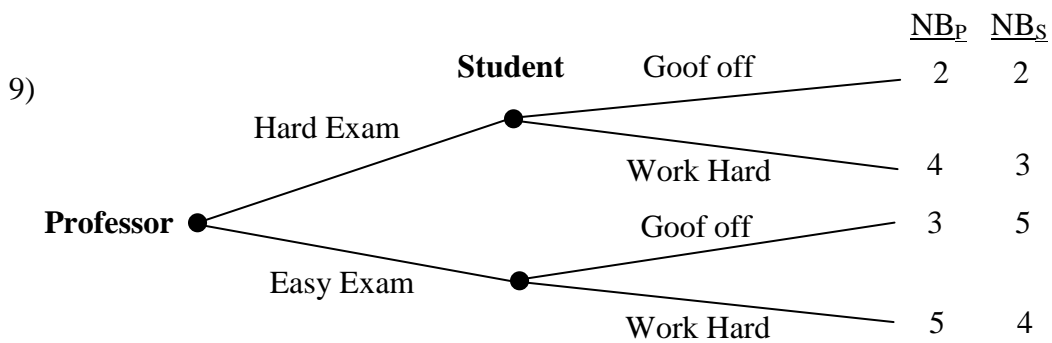 NB_P NB_S
Student Goof off 2 2
9)
Hard Exam
Work Hard 4 3
Professor Goof off 3 5
Easy Exam
Work Hard 5 4